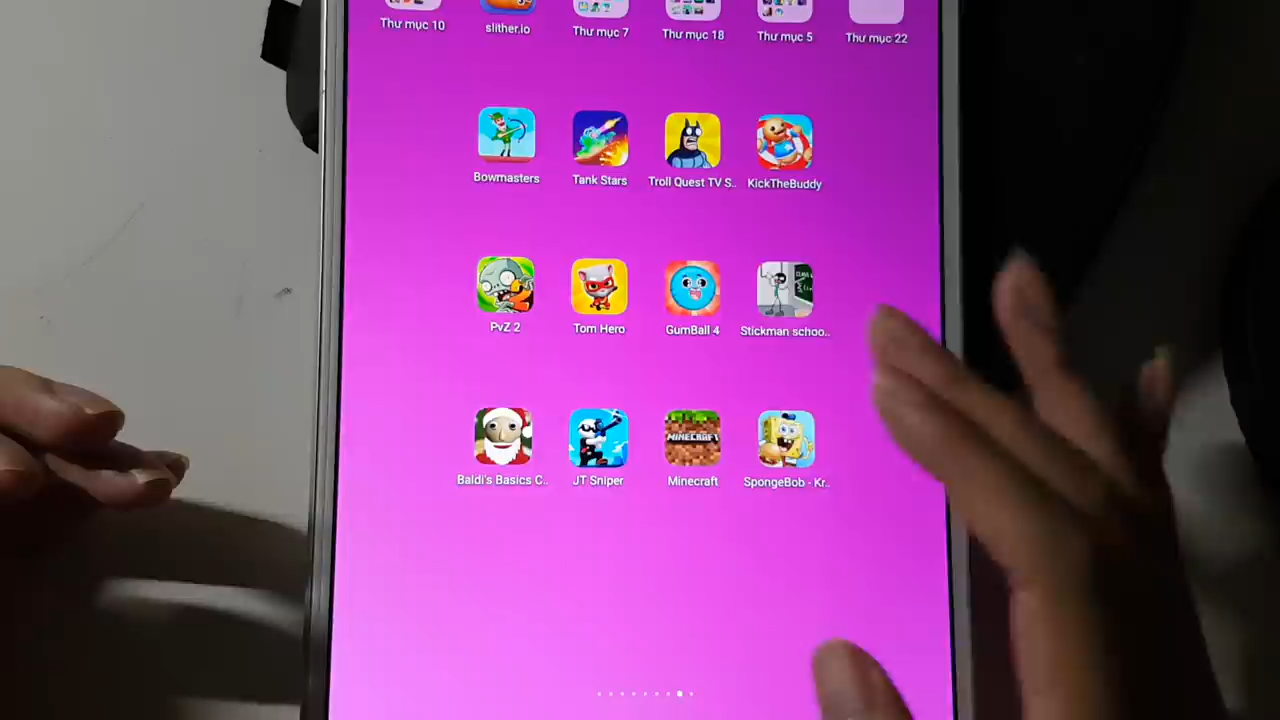 Thư mục 10
slither.io
Thư mục 7
Thư mục 18
Thư mục 5
Thư mục 22
Bowmasters
Tank Stars
Troll Quest TV S..
KickTheBuddy
PvZ 2
Tom Hero
GumBall 4
Stickman schoo..
Baldi's Basics C..
JT Sniper
MINECRAFT
Minecraft
SpongeBob - Kr..